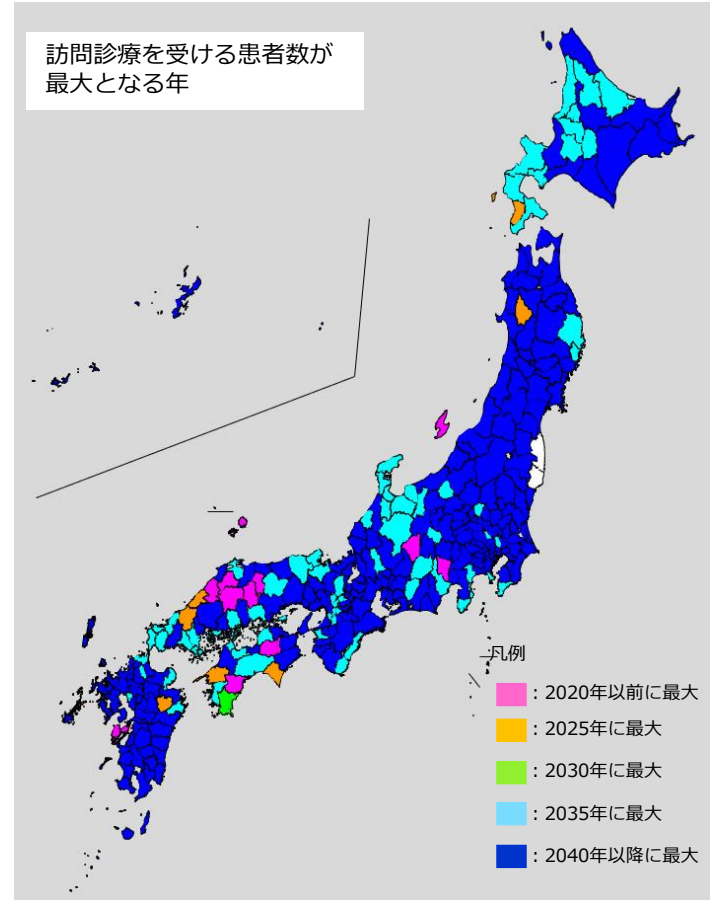 訪問診療を受ける患者数が
最大となる年
凡例
：2020年以前に最大
：2025年に最大
：2030年に最大
：2035年に最大
：2040年以降に最大